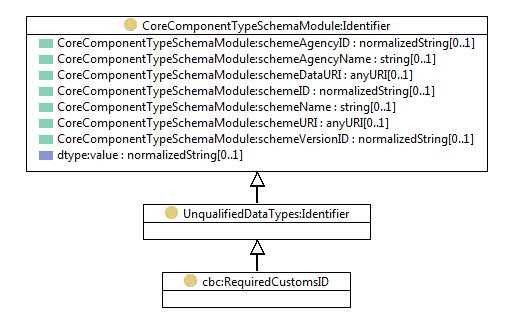 CoreComponentTypeSchemaModule:Identifier
CoreComponentTypeSchemaModule:schemeAgencyID : normalizedString[0..1]
CoreComponentTypeSchemaModule:schemeAgencyName : string[0..1]
CoreComponentTypeSchemaModule:schemeDataURI : anyURI[0..1]
CoreComponentTypeSchemaModule:schemeID : normalizedString[0..1]
CoreComponentTypeSchemaModule:schemeName : string[0..1]
CoreComponentTypeSchemaModule:schemeURI : anyURI[0..1]
CoreComponentTypeSchemaModule:schemeVersionID : normalizedString[0..1]
dtype:value : normalizedString[0..1]
UnqualifiedDataTypes:Identifier
cbc:RequiredCustomsID